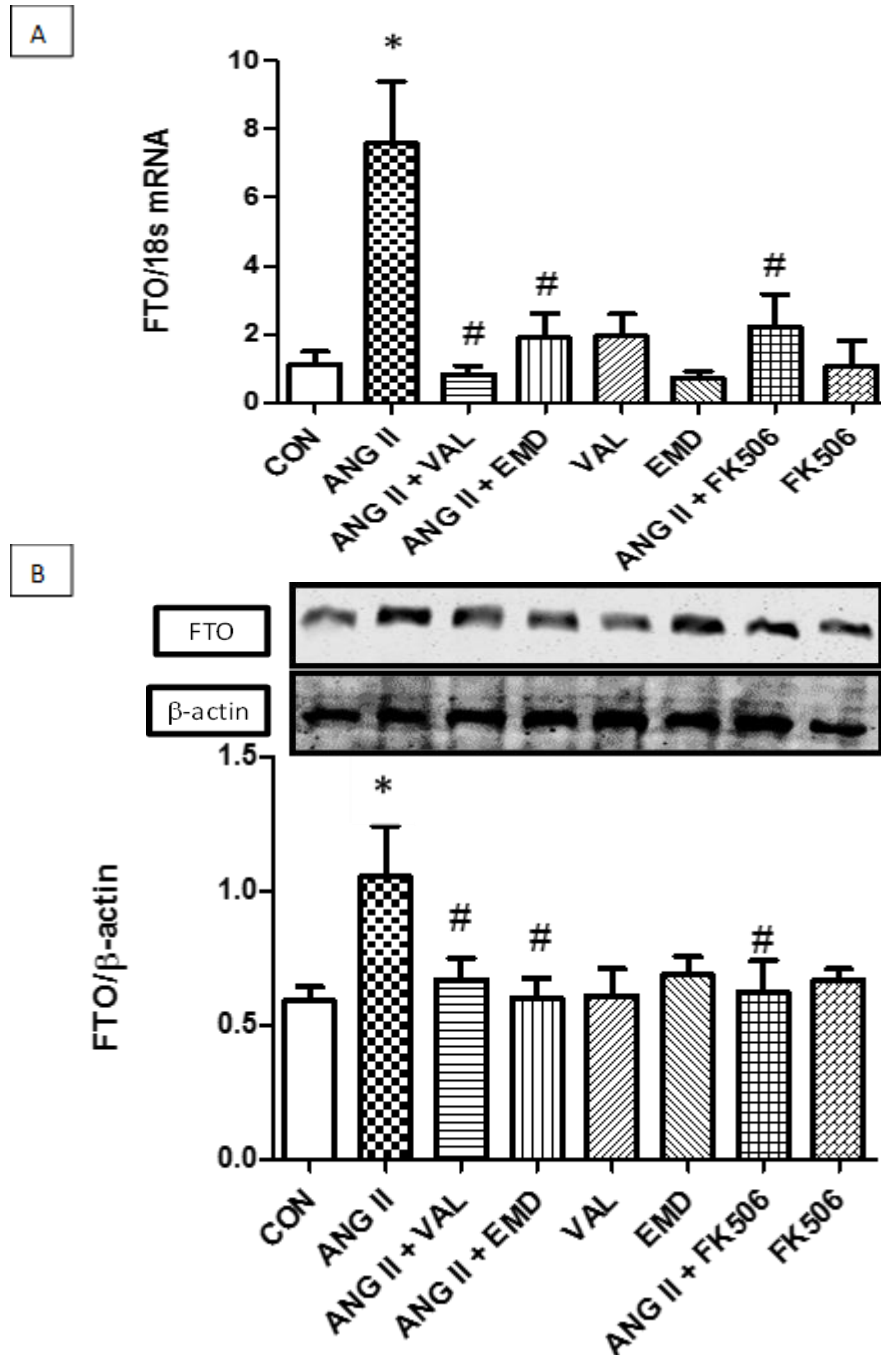 A
*
10
8
6
4
2
0
FTO/18s mRNA
#
#
#
CON
ANG II
ANG II + VAL
ANG II + EMD
VAL
EMD
ANG II + FK506
FK506
B
FTO
β-actin
1.5
1.0
0.5
0.0
FTO/β-actin
*
#
#
#
CON
ANG II
ANG II + VAL
ANG II + EMD
VAL
EMD
ANG II + FK506
FK506